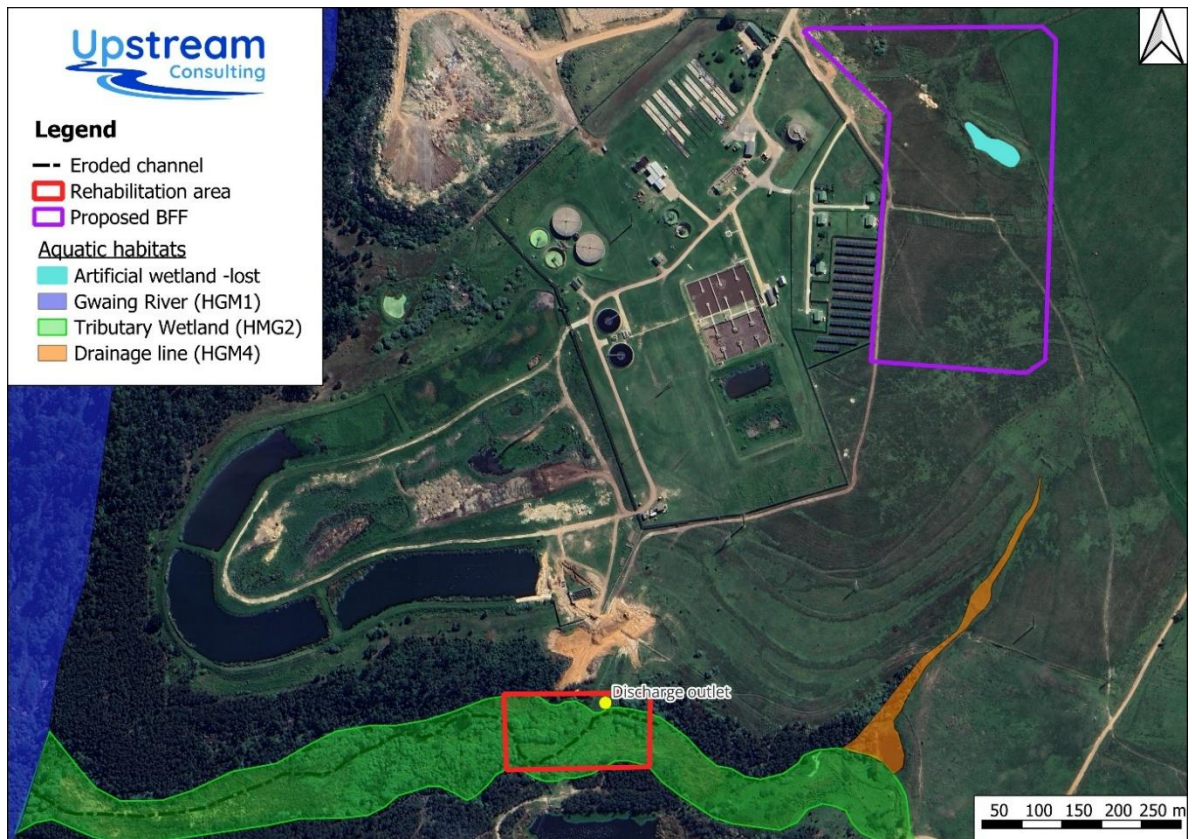 Upstream
Consulting
Legend
Eroded channel
Rehabilitation area
Proposed BFF
Aquatic habitats
Artificial wetland -lost
Gwaing River (HGM1)
Tributary Wetland (HMG2)
Drainage line (HGM4)
Discharge outlet
50 100 150 200 250 m